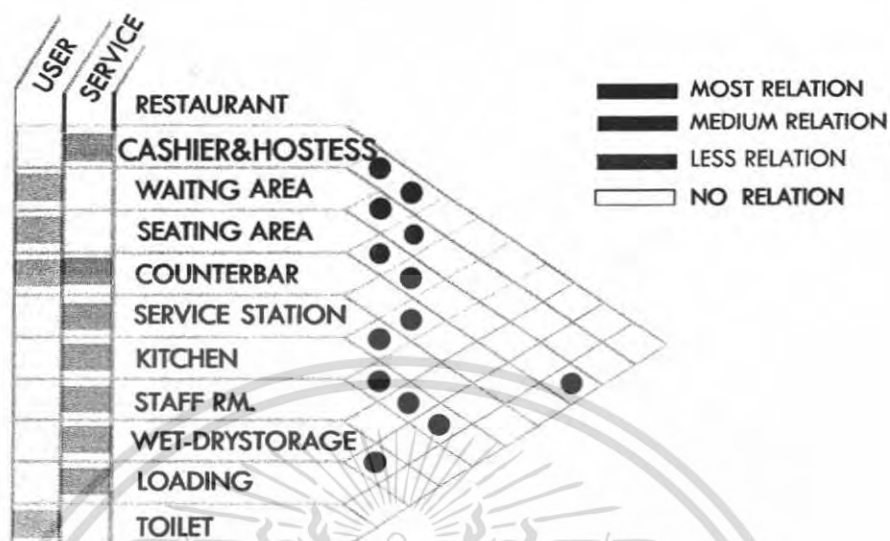 USER
SERVICE
RESTAURANT
CASHIER&HOSTESS
WAITNG AREA
SEATING AREA
COUNTERBAR
SERVICE STATION
KITCHEN
STAFF RM.
WET-DRYSTORAGE
LOADING
TOILET
MOST RELATION
MEDIUM RELATION
LESS RELATION
NO RELATION